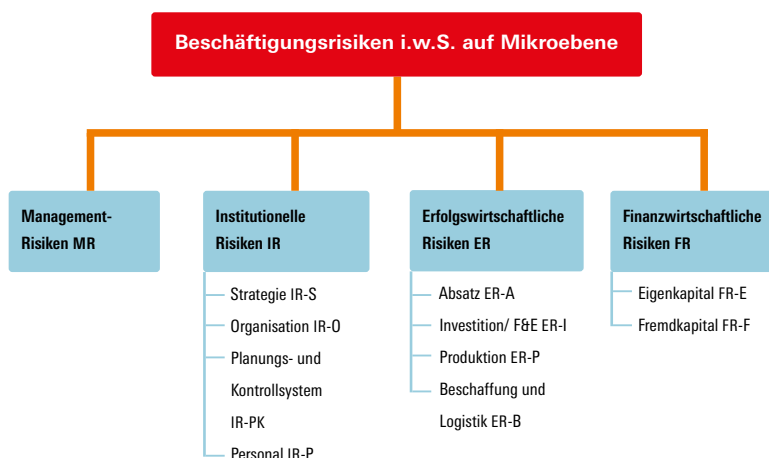 Beschäftigungsrisiken i.w.S. auf Mikroebene
Management-
Risiken MR
Institutionelle
Risiken IR
Strategie IR-S
Organisation IR-O
Planungs- und
Kontrollsystem
IR-PK
Personal IR-P
Erfolgswirtschaftliche
Risiken ER
Absatz ER-A
Investition/ F&E ER-I
Produktion ER-P
Beschaffung und
Logistik ER-B
Finanzwirtschaftliche
Risiken FR
Eigenkapital FR-E
Fremdkapital FR-F